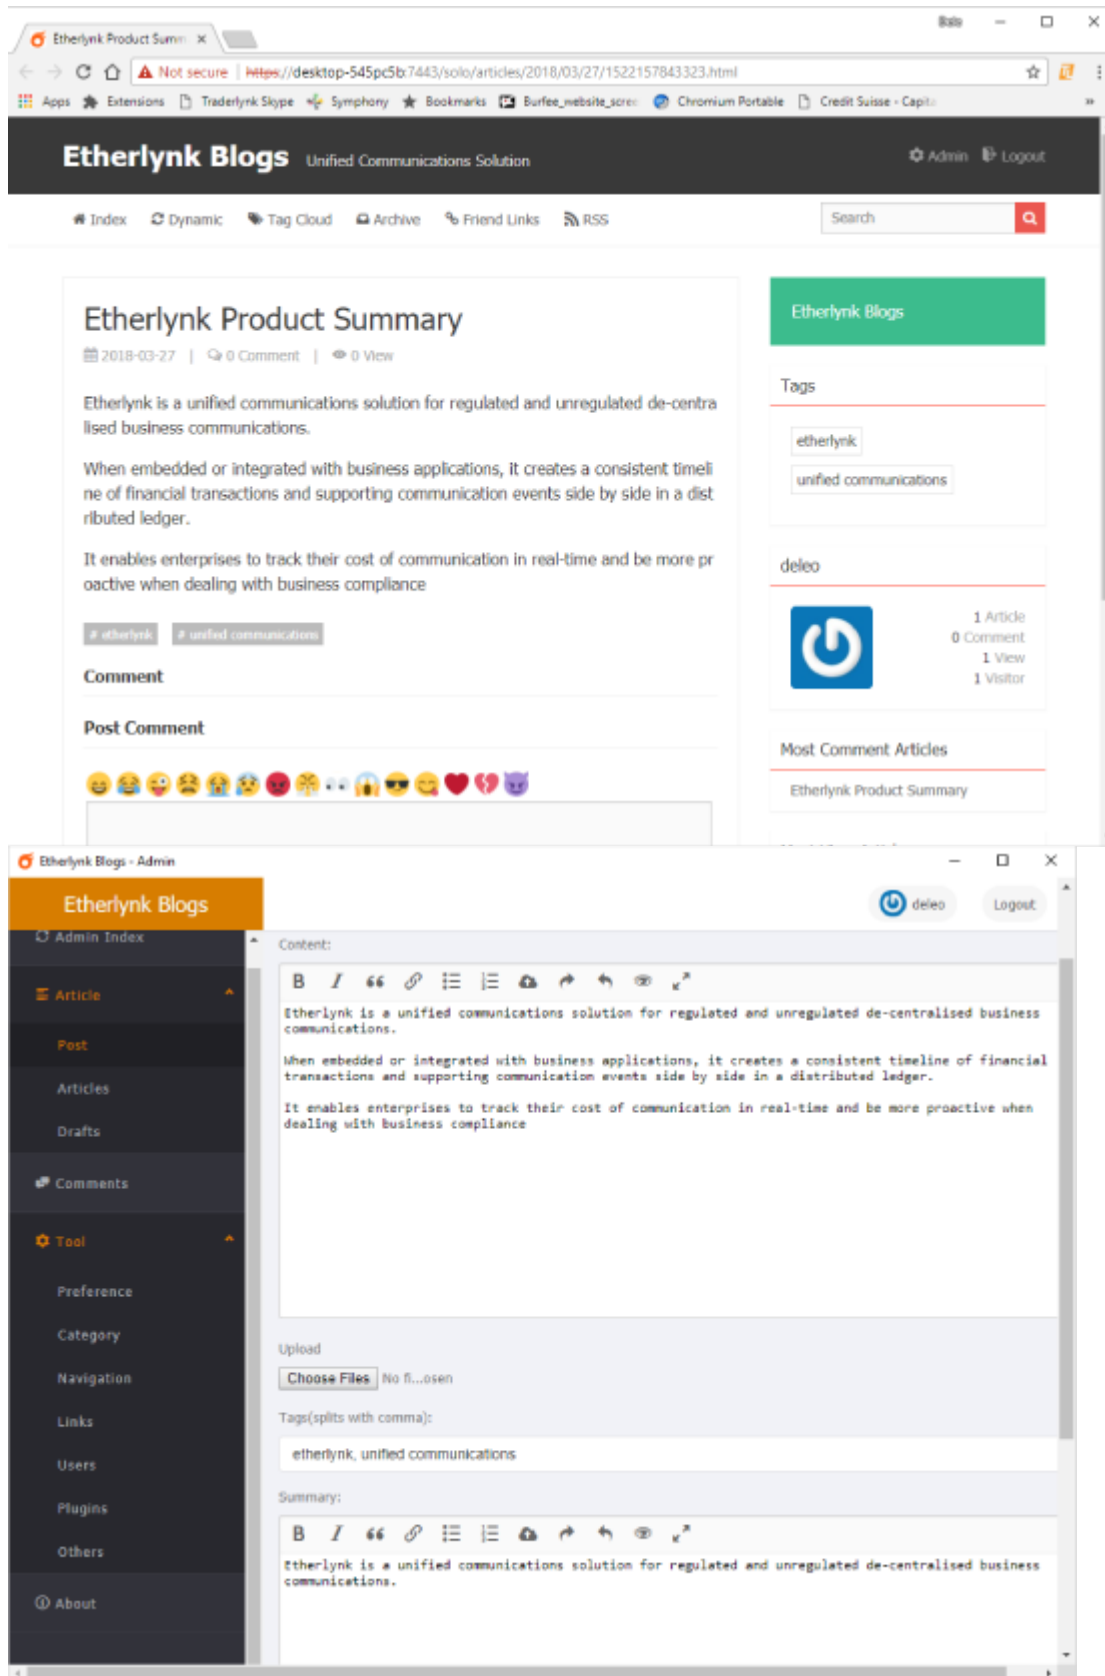 Bale
Etherlynk Product Summ
Not secure | https://desktop-545pc5b:7443/solo/articles/2018/03/27/1522157843323.html
Apps Extensions Traderlynk Skype Symphony Bookmarks Burfee_website_scree Chromium Portable Credit Suisse - Capita
Etherlynk Blogs Unified Communications Solution Admin Logout
Index Dynamic Tag Cloud Archive Friend Links RSS Search
Etherlynk Product Summary
2018-03-27 | 0 Comment | 0 View
Etherlynk is a unified communications solution for regulated and unregulated de-centra
lised business communications.
When embedded or integrated with business applications, it creates a consistent timeli
ne of financial transactions and supporting communication events side by side in a dist
ributed ledger.
It enables enterprises to track their cost of communication in real-time and be more pr
oactive when dealing with business compliance
# etherlynk # unified communications
Comment
Post Comment
Etherlynk Blogs
Tags
etherlynk
unified communications
deleo
1 Article
0 Comment
1 View
1 Visitor
Most Comment Articles
Etherlynk Product Summary
Etherlynk Blogs - Admin
Etherlynk Blogs
deleo Logout
Admin Index
Article
Post
Articles
Drafts
Comments
Tool
Preference
Category
Navigation
Links
Users
Plugins
Others
About
Content:
Etherlynk is a unified communications solution for regulated and unregulated de-centralised business
communications.
When embedded or integrated with business applications, it creates a consistent timeline of financial
transactions and supporting communication events side by side in a distributed ledger.
It enables enterprises to track their cost of communication in real-time and be more proactive when
dealing with business compliance
Upload
Choose Files No fi...osen
Tags(splits with comma):
etherlynk, unified communications
Summary:
Etherlynk is a unified communications solution for regulated and unregulated de-centralised business
communications.